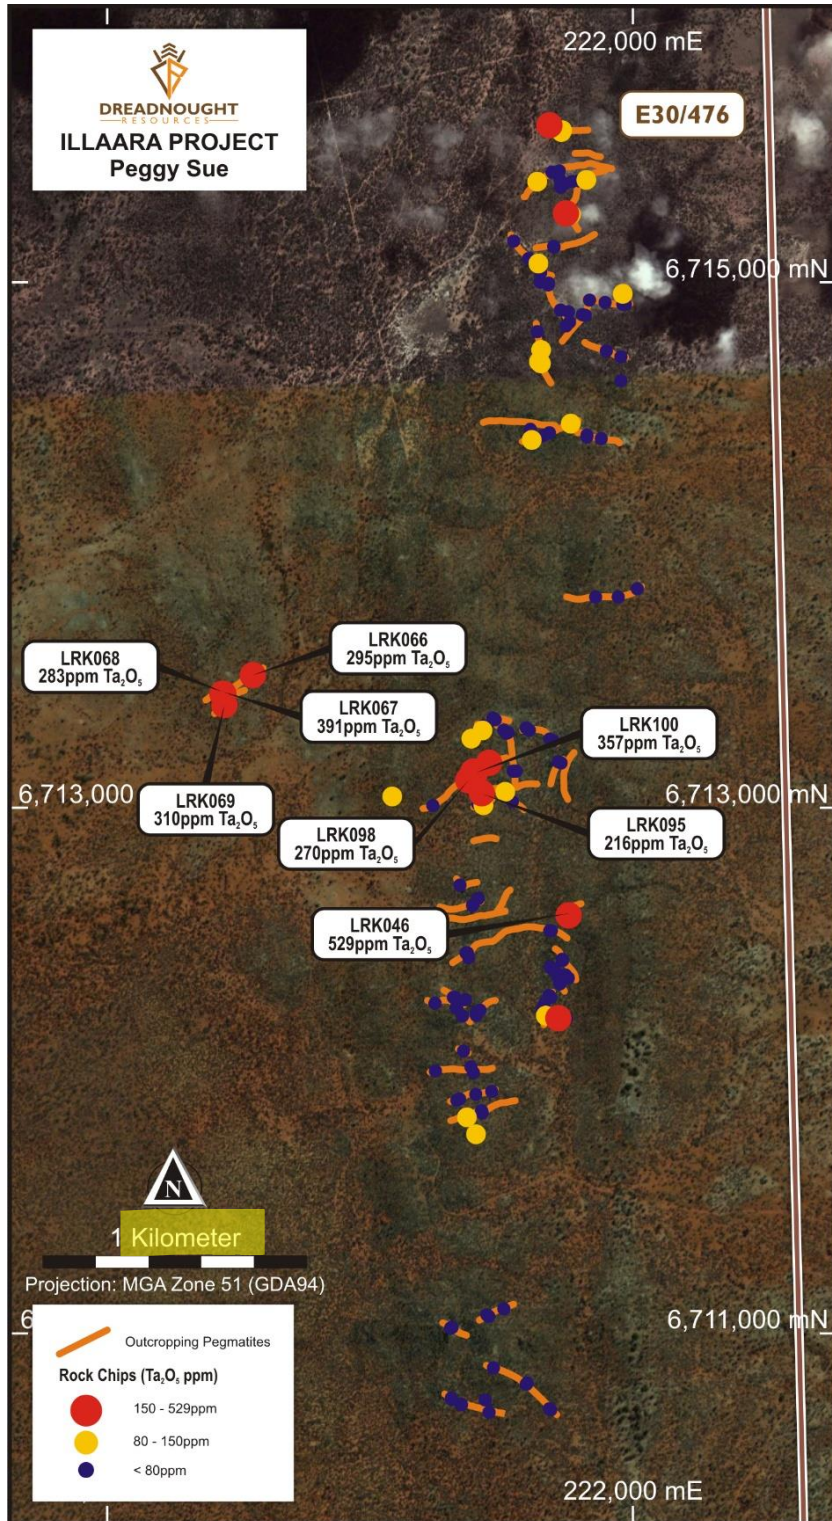 222,000 mE
DREADNOUGHT
RESOURCES
ILLAARA PROJECT
Peggy Sue
E30/476
6,715,000 mN
LRK068
283ppm Ta₂O₅
LRK066
295ppm Ta₂O₅
LRK067
391ppm Ta₂O₅
LRK100
357ppm Ta₂O₅
6,713,000
6,713,000 mN
LRK069
310ppm Ta₂O₅
LRK098
270ppm Ta₂O₅
LRK095
216ppm Ta₂O₅
LRK046
529ppm Ta₂O₅
N
1 Kilometer
Projection: MGA Zone 51 (GDA94)
6
6,711,000 mN
Outcropping Pegmatites
Rock Chips (Ta₂O₅ ppm)
150 - 529ppm
80 - 150ppm
< 80ppm
222,000 mE